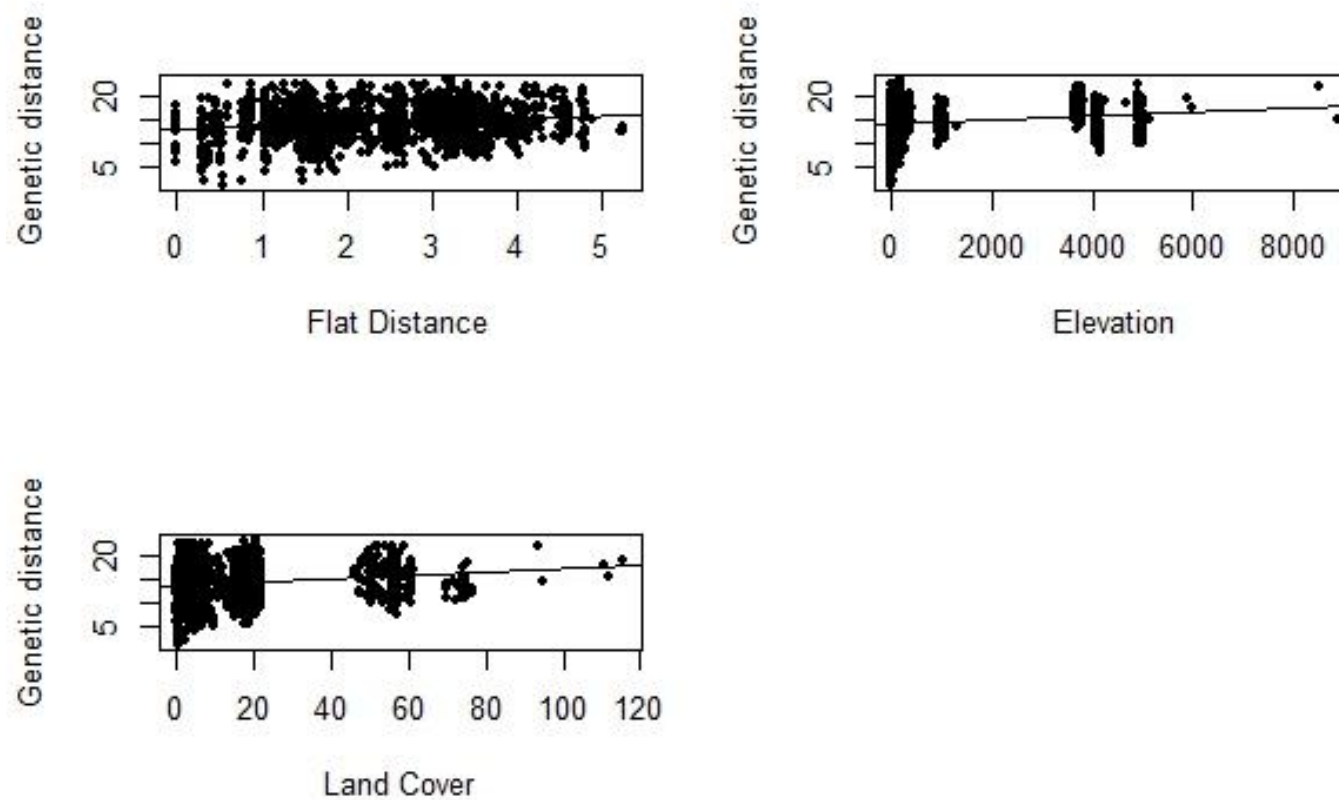 Genetic distance
20
5
0 1 2 3 4 5
Flat Distance
Genetic distance
20
5
0 2000 4000 6000 8000
Elevation
Genetic distance
20
5
0 20 40 60 80 100 120
Land Cover